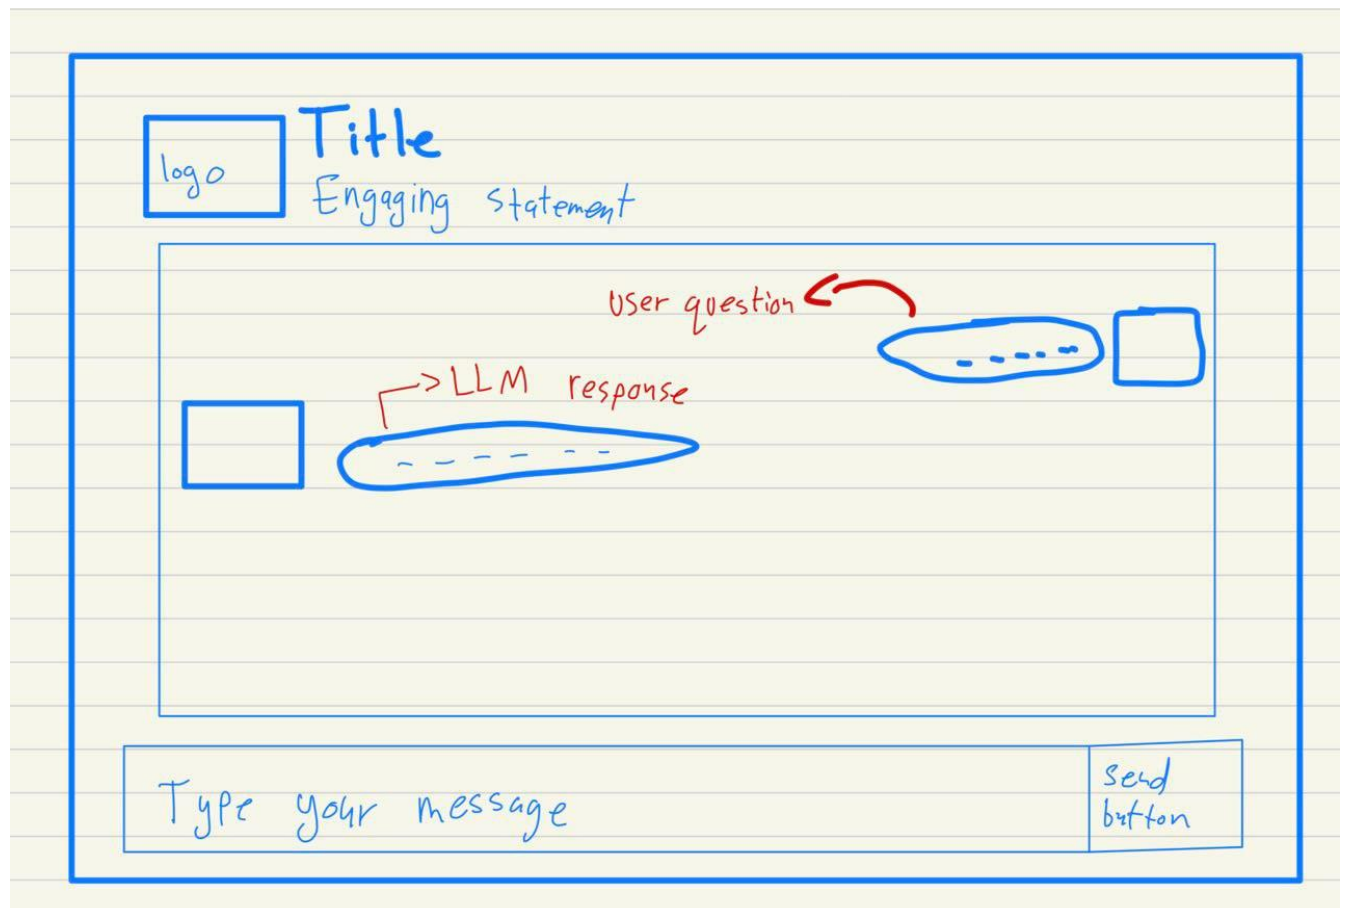 Title
logo
Engaging statement
User question
LLM response
Type your message
send
button